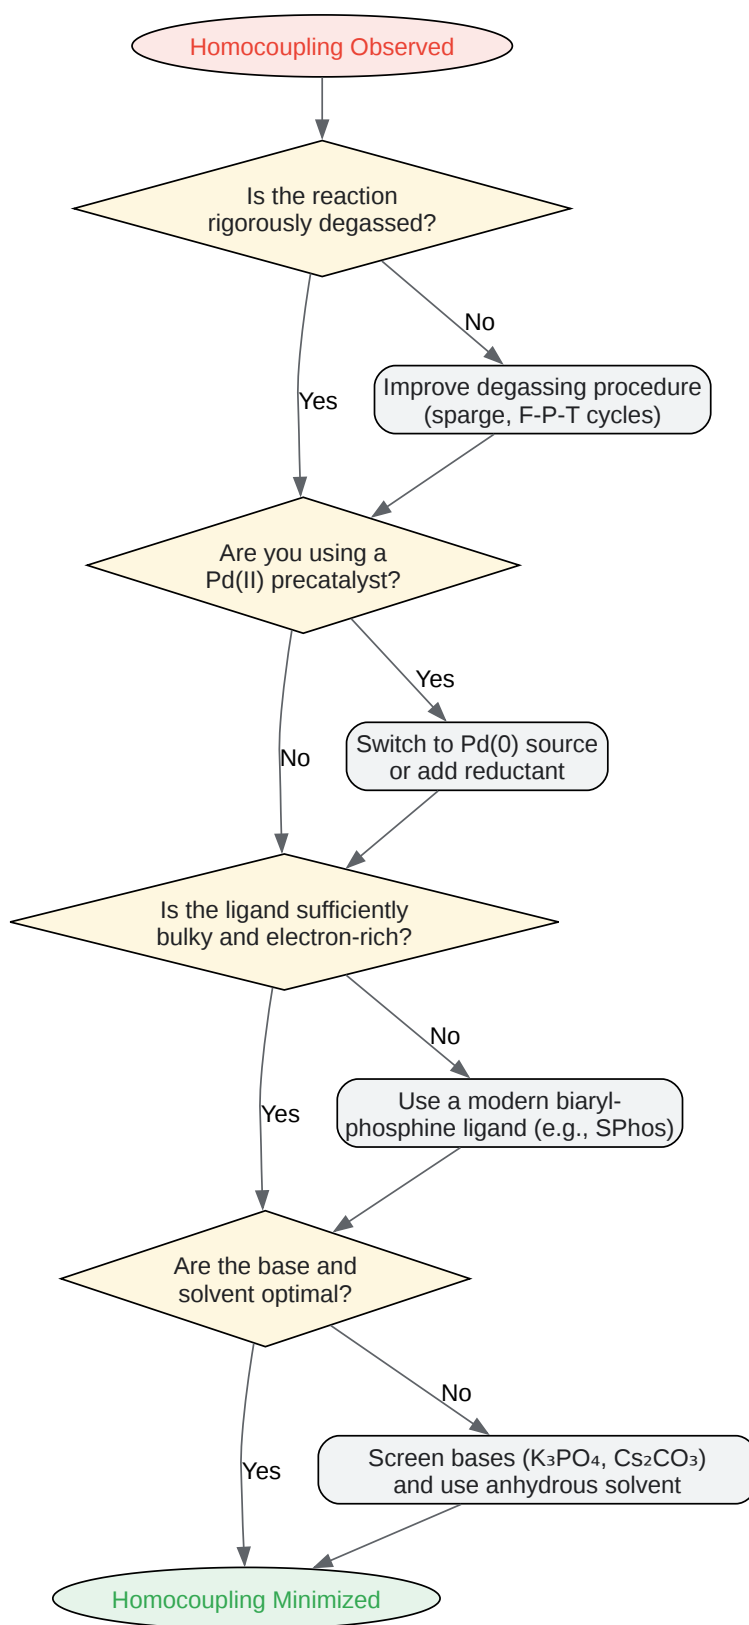 Homocoupling Observed
Is the reaction
rigorously degassed?
No
Improve degassing procedure
(sparge, F-P-T cycles)
Yes
Are you using a
Pd(II) precatalyst?
Yes
Switch to Pd(0) source
or add reductant
No
Is the ligand sufficiently
bulky and electron-rich?
No
Use a modern biaryl-
phosphine ligand (e.g., SPhos)
Yes
Are the base and
solvent optimal?
No
Screen bases (K₃PO₄, Cs₂CO₃)
and use anhydrous solvent
Yes
Homocoupling Minimized